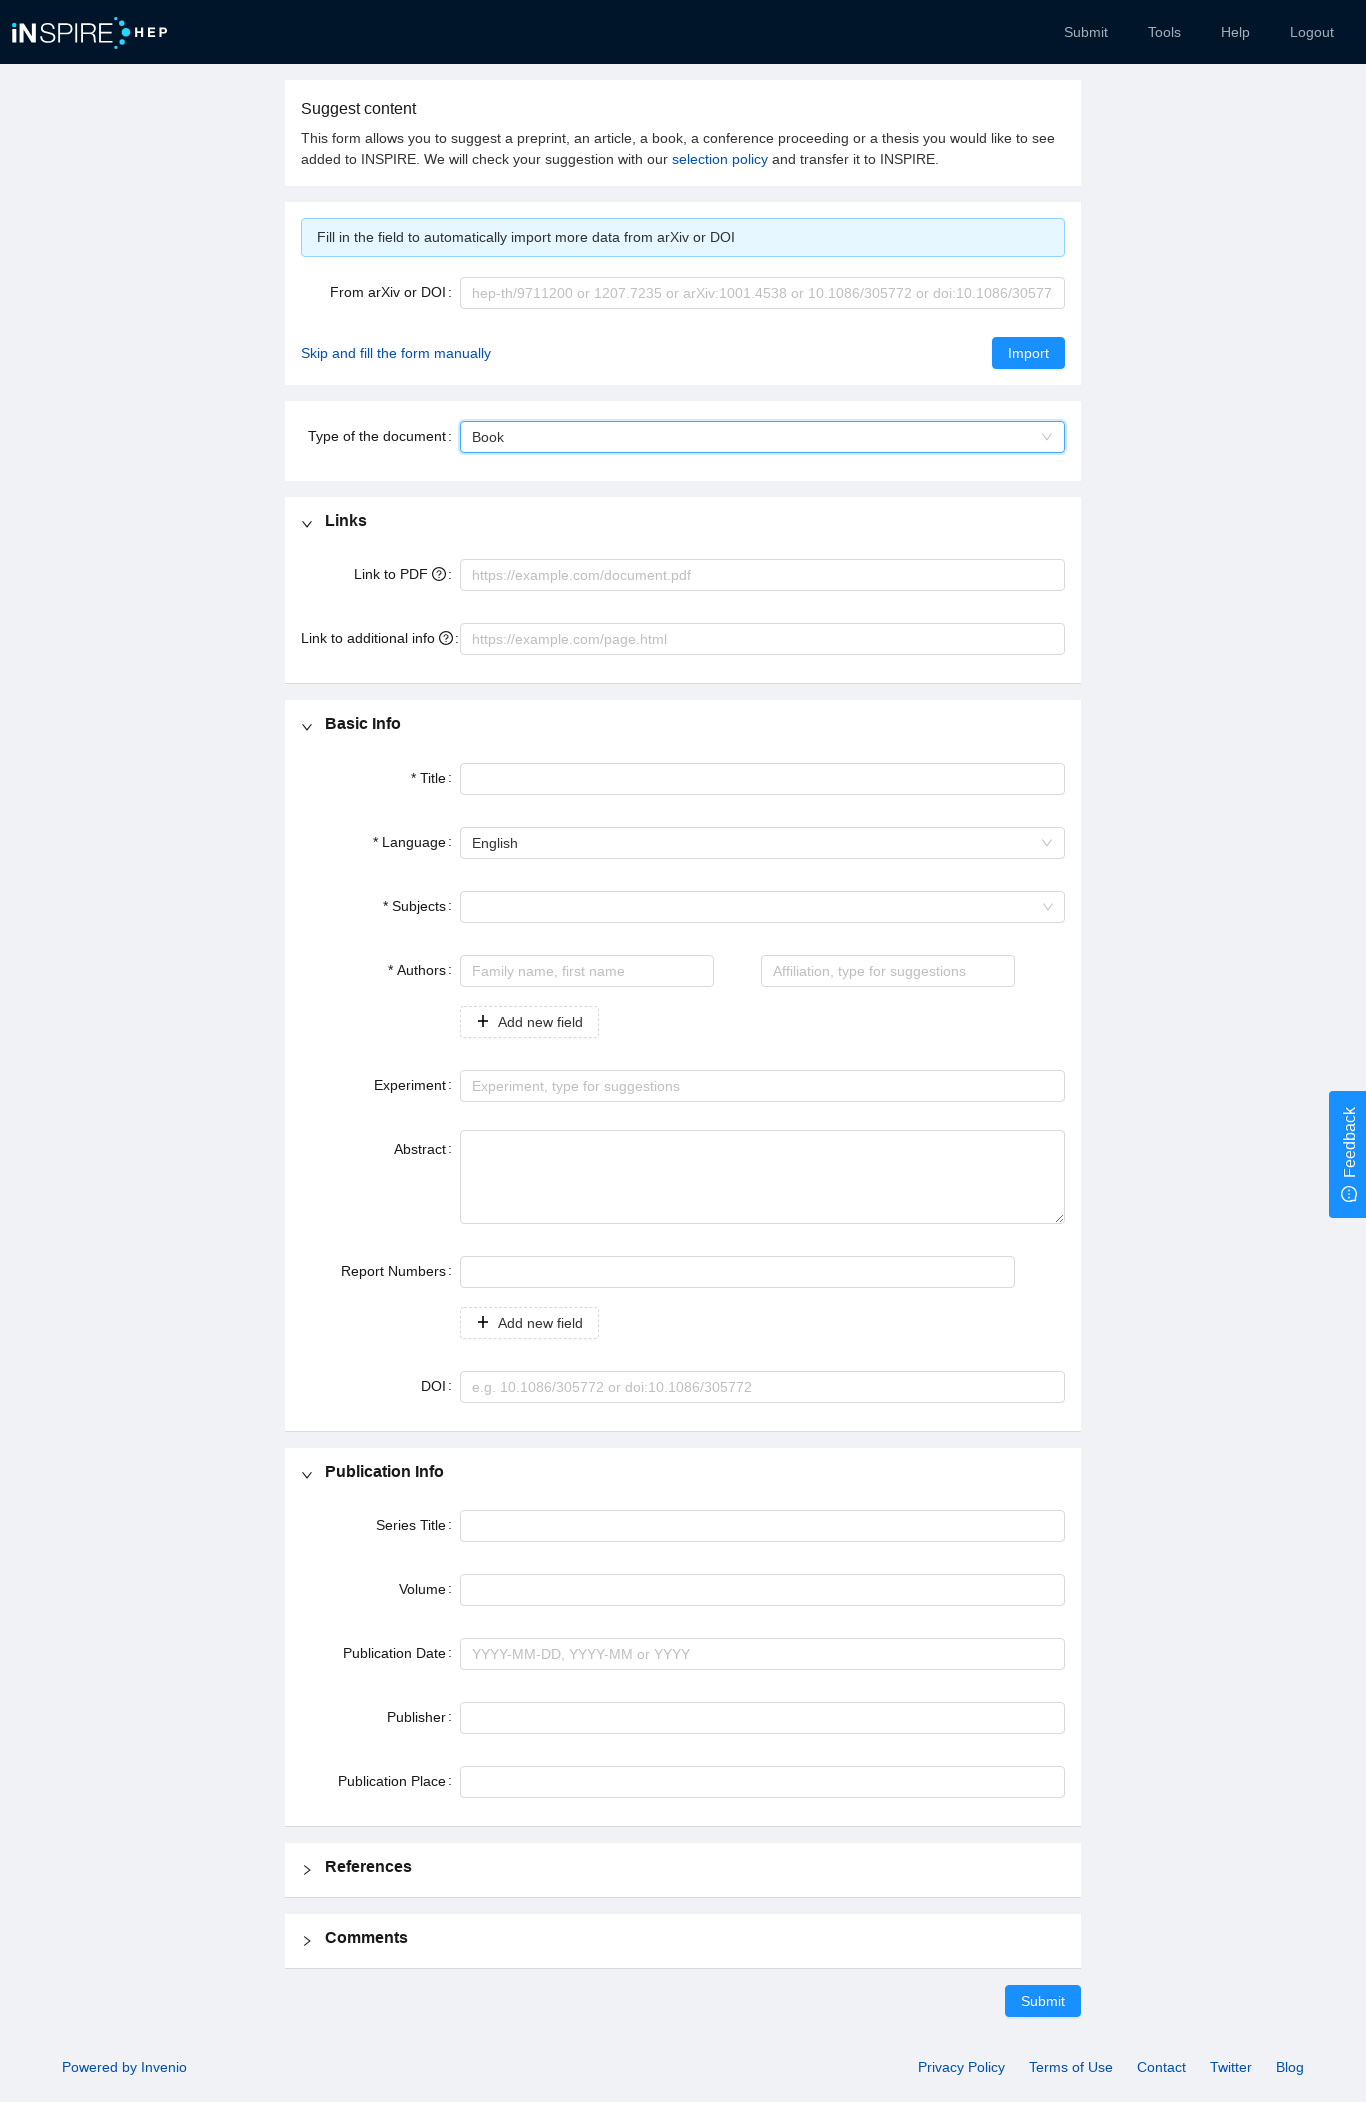 iNSPIRE HEP
Submit Tools Help Logout
Suggest content
This form allows you to suggest a preprint, an article, a book, a conference proceeding or a thesis you would like to see
added to INSPIRE. We will check your suggestion with our selection policy and transfer it to INSPIRE.
Fill in the field to automatically import more data from arXiv or DOI
From arXiv or DOI : hep-th/9711200 or 1207.7235 or arXiv:1001.4538 or 10.1086/305772 or doi:10.1086/30577
Skip and fill the form manually Import
Type of the document : Book
Links
Link to PDF : https://example.com/document.pdf
Link to additional info : https://example.com/page.html
Basic Info
* Title :
* Language : English
* Subjects :
* Authors : Family name, first name Affiliation, type for suggestions
+ Add new field
Experiment : Experiment, type for suggestions
Abstract :
Report Numbers :
+ Add new field
DOI : e.g. 10.1086/305772 or doi:10.1086/305772
Publication Info
Series Title :
Volume :
Publication Date : YYYY-MM-DD, YYYY-MM or YYYY
Publisher :
Publication Place :
References
Comments
Submit
Feedback
Powered by Invenio Privacy Policy Terms of Use Contact Twitter Blog